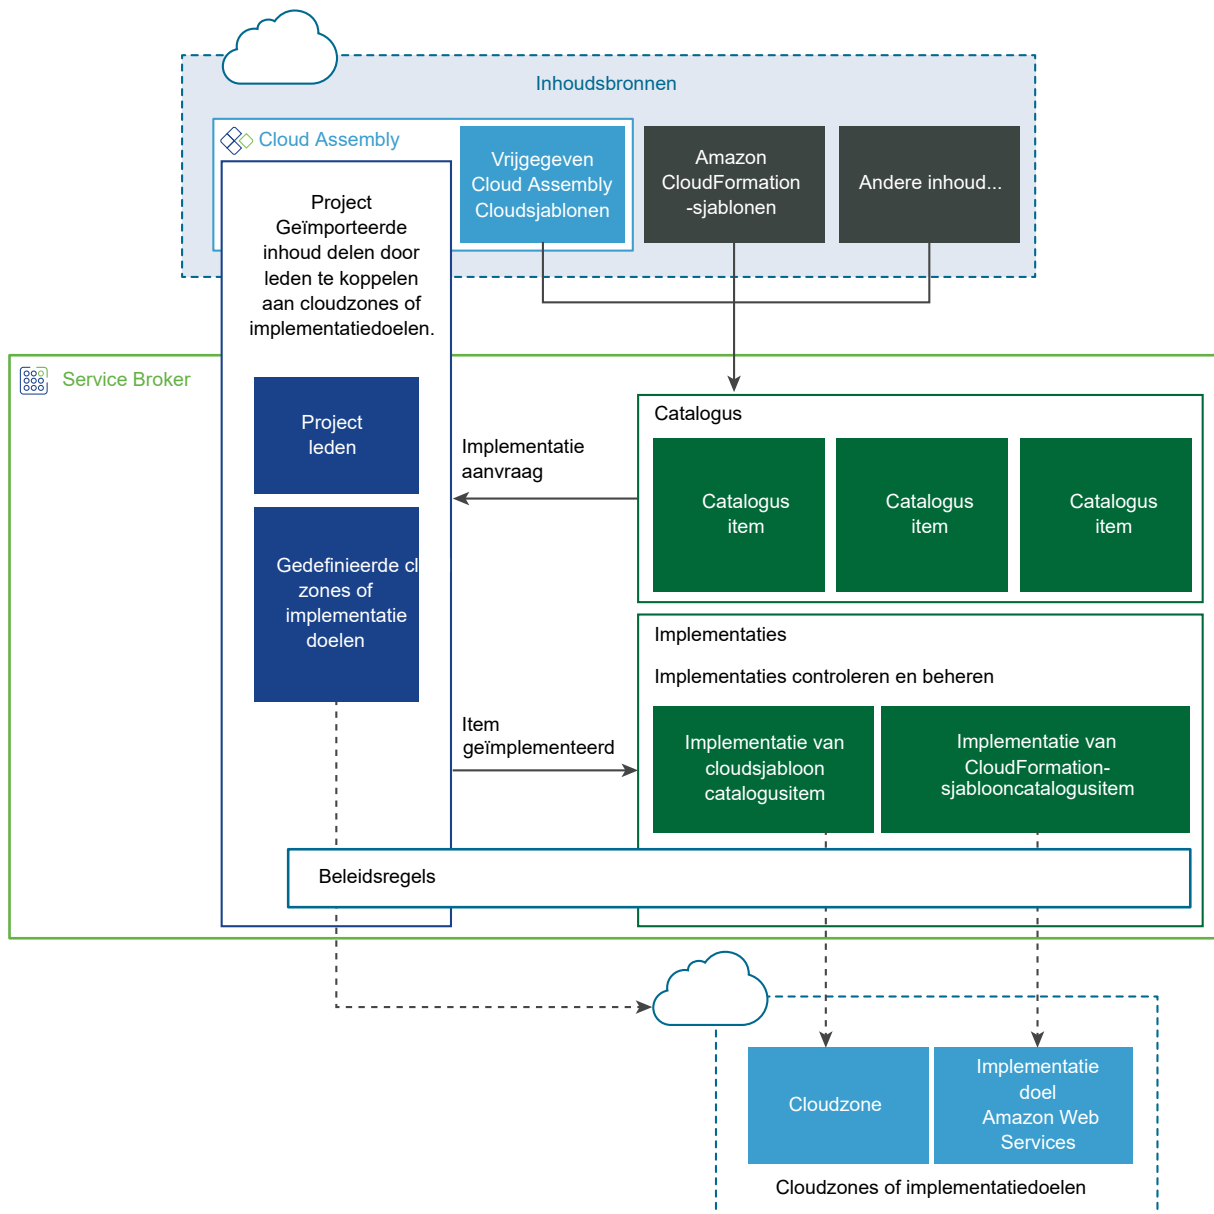 Inhoudsbronnen
Cloud Assembly
Vrijgegeven
Cloud Assembly
Cloudsjablonen
Amazon
CloudFormation
-sjablonen
Andere inhoud...
Project
Geïmporteerde
inhoud delen door
leden te koppelen
aan cloudzones of
implementatiedoelen.
Service Broker
Project
leden
Gedefinieerde cl
zones of
implementatie
doelen
Implementatie
aanvraag
Catalogus
Catalogus
item
Catalogus
item
Catalogus
item
Item
geïmplementeerd
Implementaties
Implementaties controleren en beheren
Implementatie van
cloudsjabloon
catalogusitem
Implementatie van
CloudFormation-
sjablooncatalogusitem
Beleidsregels
Cloudzone
Implementatie
doel
Amazon Web
Services
Cloudzones of implementatiedoelen